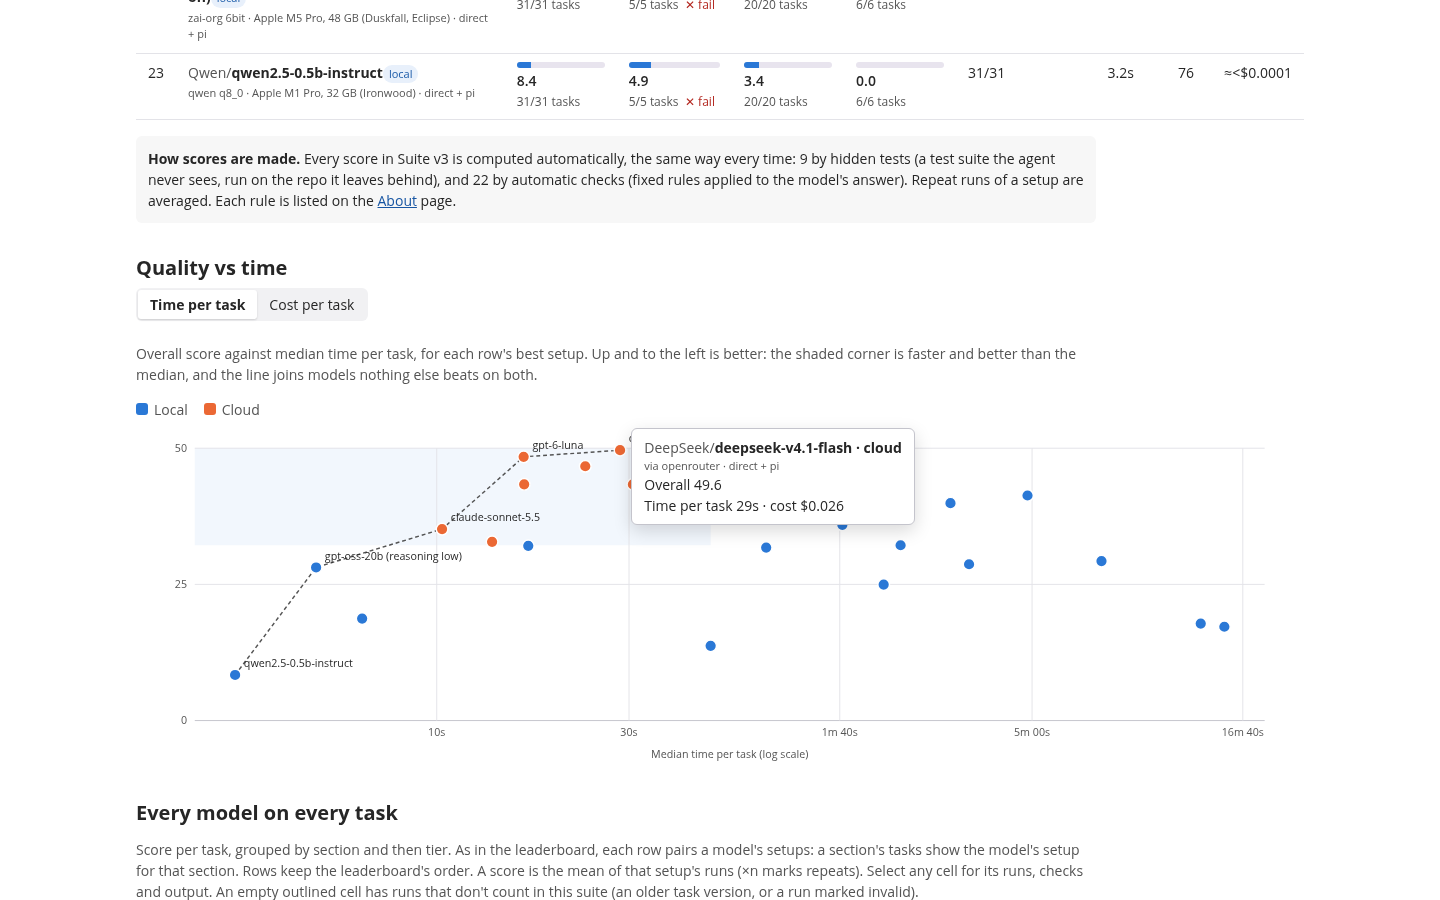 local
zai-org 6bit · Apple M5 Pro, 48 GB (Duskfall, Eclipse) · direct
+ pi
31/31 tasks
5/5 tasks ✕ fail
20/20 tasks
6/6 tasks
23
Qwen/qwen2.5-0.5b-instruct local
qwen q8_0 · Apple M1 Pro, 32 GB (Ironwood) · direct + pi
8.4
31/31 tasks
4.9
5/5 tasks ✕ fail
3.4
20/20 tasks
0.0
6/6 tasks
31/31
3.2s
76
≈<$0.0001
How scores are made. Every score in Suite v3 is computed automatically, the same way every time: 9 by hidden tests (a test suite the agent
never sees, run on the repo it leaves behind), and 22 by automatic checks (fixed rules applied to the model's answer). Repeat runs of a setup are
averaged. Each rule is listed on the About page.
Quality vs time
Time per task
Cost per task
Overall score against median time per task, for each row's best setup. Up and to the left is better: the shaded corner is faster and better than the
median, and the line joins models nothing else beats on both.
Local
Cloud
50
25
0
gpt-6-luna
claude-sonnet-5.5
gpt-oss-20b (reasoning low)
qwen2.5-0.5b-instruct
DeepSeek/deepseek-v4.1-flash · cloud
via openrouter · direct + pi
Overall 49.6
Time per task 29s · cost $0.026
10s
30s
1m 40s
5m 00s
16m 40s
Median time per task (log scale)
Every model on every task
Score per task, grouped by section and then tier. As in the leaderboard, each row pairs a model's setups: a section's tasks show the model's setup
for that section. Rows keep the leaderboard's order. A score is the mean of that setup's runs (×n marks repeats). Select any cell for its runs, checks
and output. An empty outlined cell has runs that don't count in this suite (an older task version, or a run marked invalid).